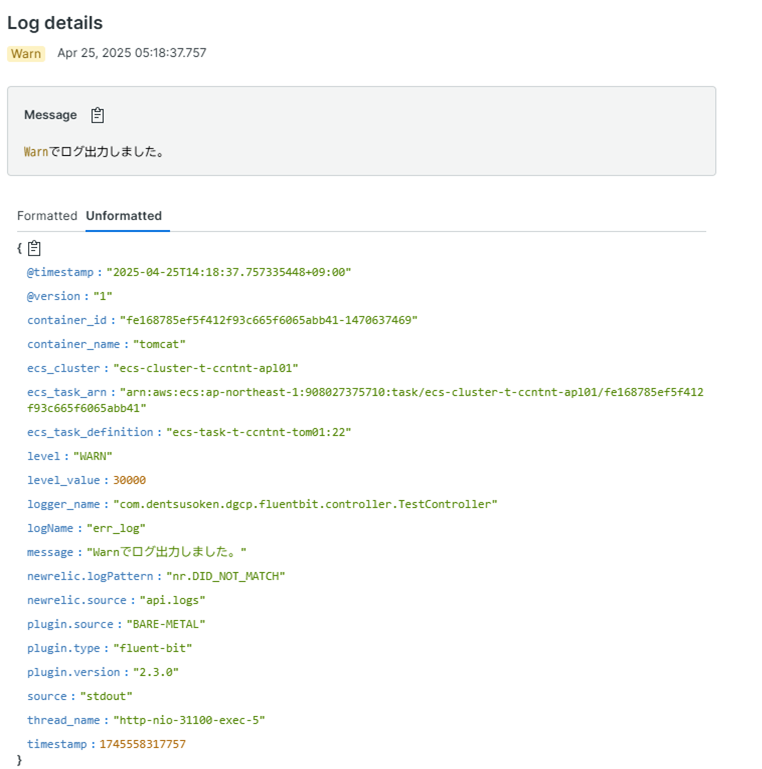 Log details
Warn Apr 25, 2025 05:18:37.757
Message
Warnでログ出力しました。
Formatted Unformatted
{
@timestamp : "2025-04-25T14:18:37.757335448+09:00"
@version : "1"
container_id : "fe168785ef5f412f93c665f6065abb41-1470637469"
container_name : "tomcat"
ecs_cluster : "ecs-cluster-t-ccntnt-apl01"
ecs_task_arn : "arn:aws:ecs:ap-northeast-1:908027375710:task/ecs-cluster-t-ccntnt-apl01/fe168785ef5f412
f93c665f6065abb41"
ecs_task_definition : "ecs-task-t-ccntnt-tom01:22"
level : "WARN"
level_value : 30000
logger_name : "com.dentsusoken.dgcp.fluentbit.controller.TestController"
logName : "err_log"
message : "Warnでログ出力しました。"
newrelic.logPattern : "nr.DID_NOT_MATCH"
newrelic.source : "api.logs"
plugin.source : "BARE-METAL"
plugin.type : "fluent-bit"
plugin.version : "2.3.0"
source : "stdout"
thread_name : "http-nio-31100-exec-5"
timestamp : 1745558317757
}